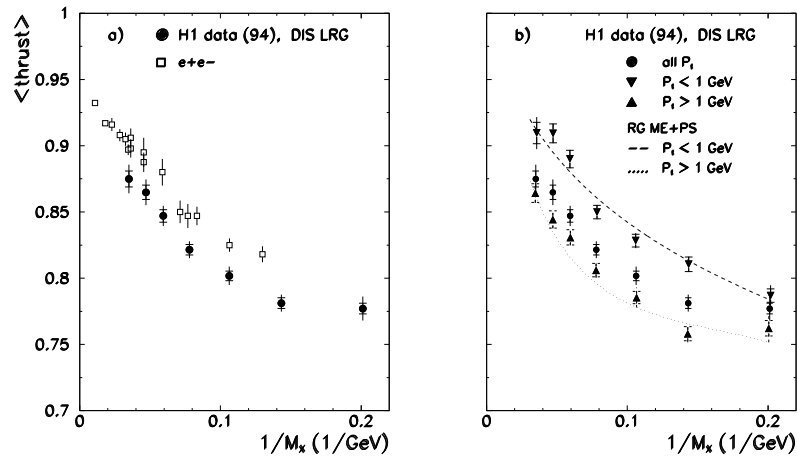 <thrust>
1
0.95
0.9
0.85
0.8
0.75
0.7
a) H1 data (94), DIS LRG
e+e−
0 0.1 0.2
1/Mₓ (1/GeV)
b) H1 data (94), DIS LRG
all Pₜ
Pₜ < 1 GeV
Pₜ > 1 GeV
RG ME+PS
Pₜ < 1 GeV
Pₜ > 1 GeV
0 0.1 0.2
1/Mₓ (1/GeV)